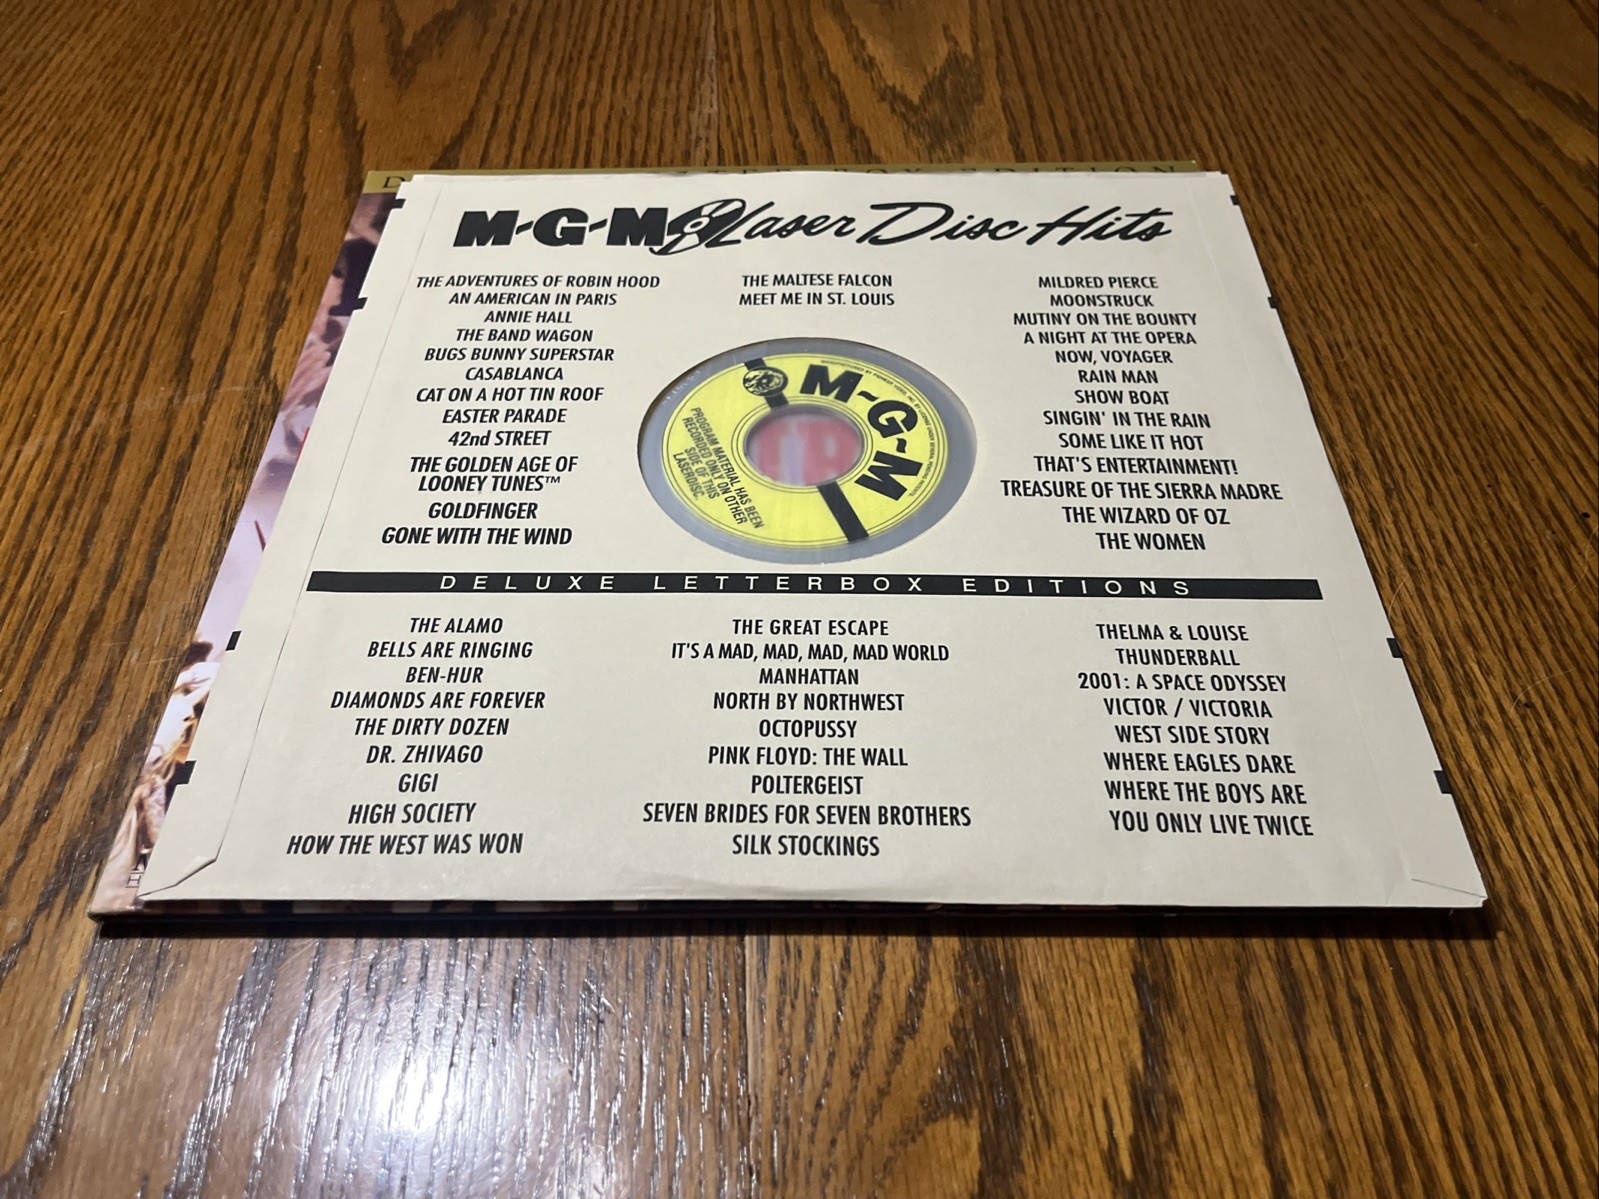 M-G-M Laser Disc Hits
THE ADVENTURES OF ROBIN HOOD
AN AMERICAN IN PARIS
ANNIE HALL
THE BAND WAGON
BUGS BUNNY SUPERSTAR
CASABLANCA
CAT ON A HOT TIN ROOF
EASTER PARADE
42nd STREET
THE GOLDEN AGE OF
LOONEY TUNES™
GOLDFINGER
GONE WITH THE WIND
THE MALTESE FALCON
MEET ME IN ST. LOUIS
M-G-M
PROGRAM MATERIAL HAS BEEN
RECORDED ONLY ON OTHER
SIDE OF THIS
LASERDISC.
MILDRED PIERCE
MOONSTRUCK
MUTINY ON THE BOUNTY
A NIGHT AT THE OPERA
NOW, VOYAGER
RAIN MAN
SHOW BOAT
SINGIN' IN THE RAIN
SOME LIKE IT HOT
THAT'S ENTERTAINMENT!
TREASURE OF THE SIERRA MADRE
THE WIZARD OF OZ
THE WOMEN
DELUXE LETTERBOX EDITIONS
THE ALAMO
BELLS ARE RINGING
BEN-HUR
DIAMONDS ARE FOREVER
THE DIRTY DOZEN
DR. ZHIVAGO
GIGI
HIGH SOCIETY
HOW THE WEST WAS WON
THE GREAT ESCAPE
IT'S A MAD, MAD, MAD, MAD WORLD
MANHATTAN
NORTH BY NORTHWEST
OCTOPUSSY
PINK FLOYD: THE WALL
POLTERGEIST
SEVEN BRIDES FOR SEVEN BROTHERS
SILK STOCKINGS
THELMA & LOUISE
THUNDERBALL
2001: A SPACE ODYSSEY
VICTOR / VICTORIA
WEST SIDE STORY
WHERE EAGLES DARE
WHERE THE BOYS ARE
YOU ONLY LIVE TWICE